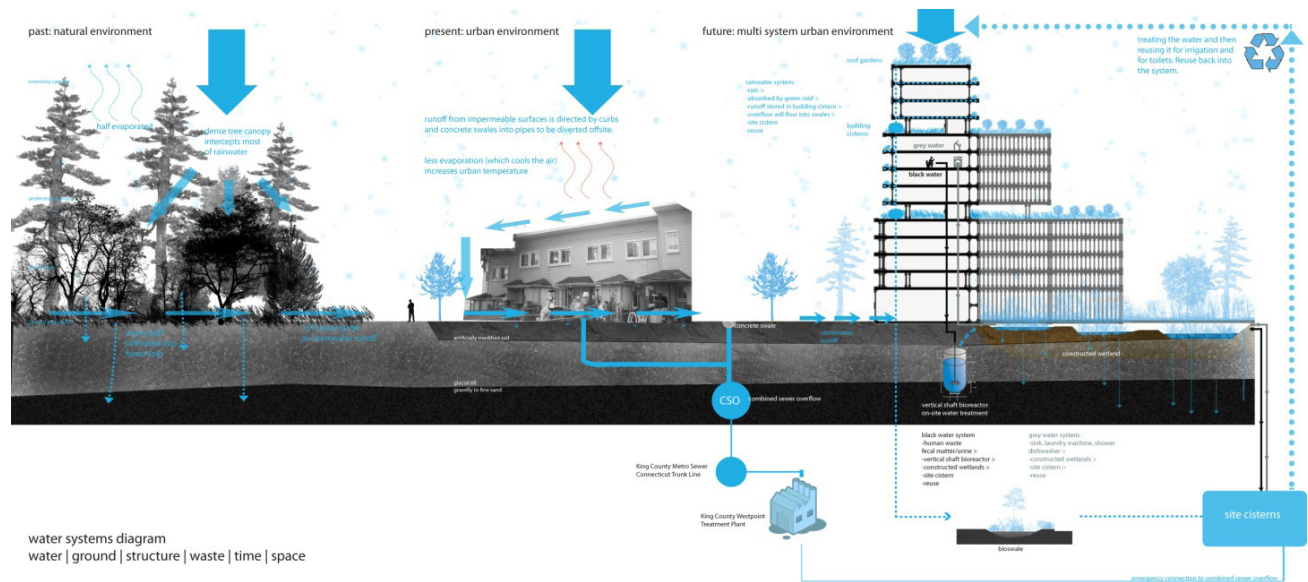 past: natural environment
overstory
half evaporated
dense tree canopy
intercepts most
of rainwater
present: urban environment
runoff from impermeable surfaces is directed by curbs
and concrete swales into pipes to be diverted offsite.
less evaporation (which cools the air)
increases urban temperature
artificially modified soil
glacial till
gravelly to fine sand
concrete swale
CSO
combined sewer overflow
King County Metro Sewer
Connecticut Trunk Line
King County Westpoint
Treatment Plant
future: multi system urban environment
rainwater system:
-rain >
-absorbed by green roof >
-runoff stored in building cistern >
-overflow will flow into swales >
-site cistern
-reuse
roof gardens
building
cisterns
grey water
black water
stormwater
runoff
treating the water and then
reusing it for irrigation and
for toilets. Reuse back into
the system.
constructed wetland
vertical shaft bioreactor
on-site water treatment
black water system
-human waste
fecal matter/urine >
-vertical shaft bioreactor >
-constructed wetlands >
-site cistern
-reuse
grey water system:
-sink, laundry machine, shower
dishwasher >
-constructed wetlands >
-site cistern >
-reuse
bioswale
site cisterns
emergency connection to combined sewer overflow
water systems diagram
water | ground | structure | waste | time | space